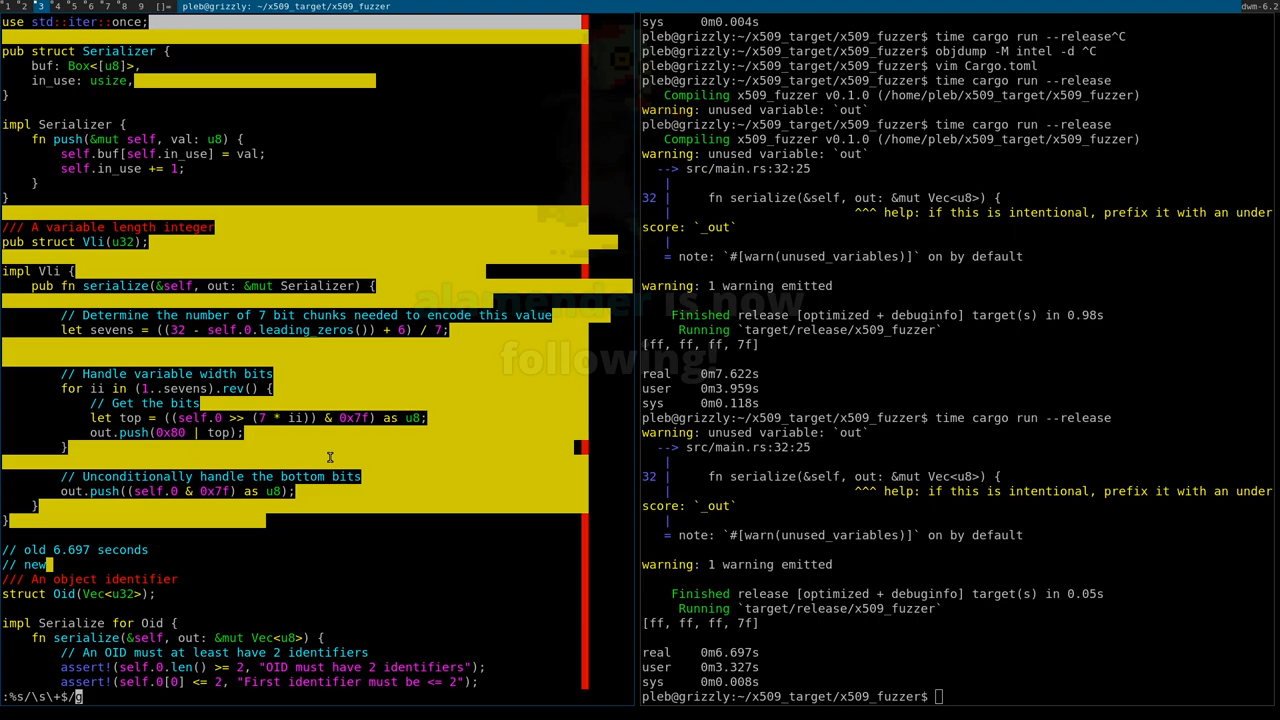 1 2 3 4 5 6 7 8 9 []= pleb@grizzly: ~/x509_target/x509_fuzzer dwm-6.2
use std::iter::once;
pub struct Serializer {
    buf: Box<[u8]>,
    in_use: usize,
}
impl Serializer {
    fn push(&mut self, val: u8) {
        self.buf[self.in_use] = val;
        self.in_use += 1;
    }
}
/// A variable length integer
pub struct Vli(u32);
impl Vli {
    pub fn serialize(&self, out: &mut Serializer) {
        // Determine the number of 7 bit chunks needed to encode this value
        let sevens = ((32 - self.0.leading_zeros()) + 6) / 7;
        // Handle variable width bits
        for ii in (1..sevens).rev() {
            // Get the bits
            let top = ((self.0 >> (7 * ii)) & 0x7f) as u8;
            out.push(0x80 | top);
        }
        // Unconditionally handle the bottom bits
        out.push((self.0 & 0x7f) as u8);
    }
}
// old 6.697 seconds
// new
/// An object identifier
struct Oid(Vec<u32>);
impl Serialize for Oid {
    fn serialize(&self, out: &mut Vec<u8>) {
        // An OID must at least have 2 identifiers
        assert!(self.0.len() >= 2, "OID must have 2 identifiers");
        assert!(self.0[0] <= 2, "First identifier must be <= 2");
:%s/\s\+$/g
sys     0m0.004s
pleb@grizzly:~/x509_target/x509_fuzzer$ time cargo run --release^C
pleb@grizzly:~/x509_target/x509_fuzzer$ objdump -M intel -d ^C
pleb@grizzly:~/x509_target/x509_fuzzer$ vim Cargo.toml
pleb@grizzly:~/x509_target/x509_fuzzer$ time cargo run --release
   Compiling x509_fuzzer v0.1.0 (/home/pleb/x509_target/x509_fuzzer)
warning: unused variable: `out`
pleb@grizzly:~/x509_target/x509_fuzzer$ time cargo run --release
   Compiling x509_fuzzer v0.1.0 (/home/pleb/x509_target/x509_fuzzer)
warning: unused variable: `out`
  --> src/main.rs:32:25
   |
32 |     fn serialize(&self, out: &mut Vec<u8>) {
   |                         ^^^ help: if this is intentional, prefix it with an under
score: `_out`
   |
   = note: `#[warn(unused_variables)]` on by default
warning: 1 warning emitted
    Finished release [optimized + debuginfo] target(s) in 0.98s
     Running `target/release/x509_fuzzer`
[ff, ff, ff, 7f]
real    0m7.622s
user    0m3.959s
sys     0m0.118s
pleb@grizzly:~/x509_target/x509_fuzzer$ time cargo run --release
warning: unused variable: `out`
  --> src/main.rs:32:25
   |
32 |     fn serialize(&self, out: &mut Vec<u8>) {
   |                         ^^^ help: if this is intentional, prefix it with an under
score: `_out`
   |
   = note: `#[warn(unused_variables)]` on by default
warning: 1 warning emitted
    Finished release [optimized + debuginfo] target(s) in 0.05s
     Running `target/release/x509_fuzzer`
[ff, ff, ff, 7f]
real    0m6.697s
user    0m3.327s
sys     0m0.008s
pleb@grizzly:~/x509_target/x509_fuzzer$
is now
following!